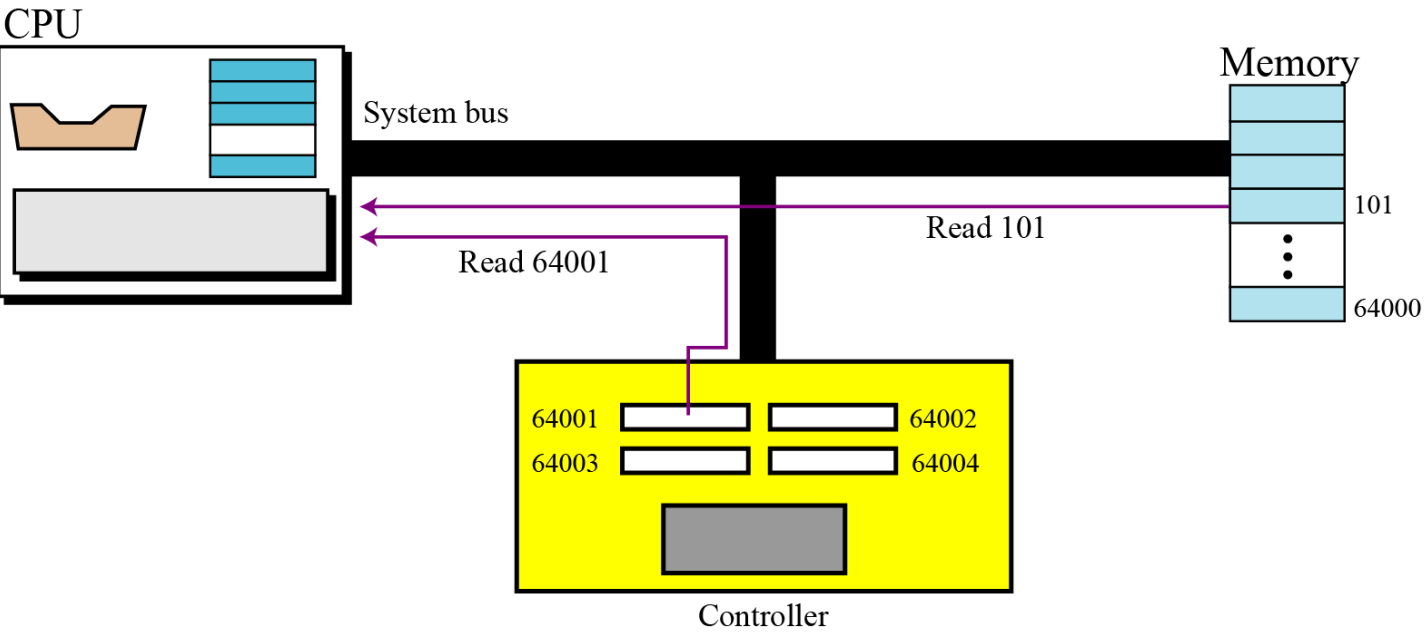 CPU
Memory
System bus
101
Read 101
Read 64001
64000
64001
64002
64003
64004
Controller